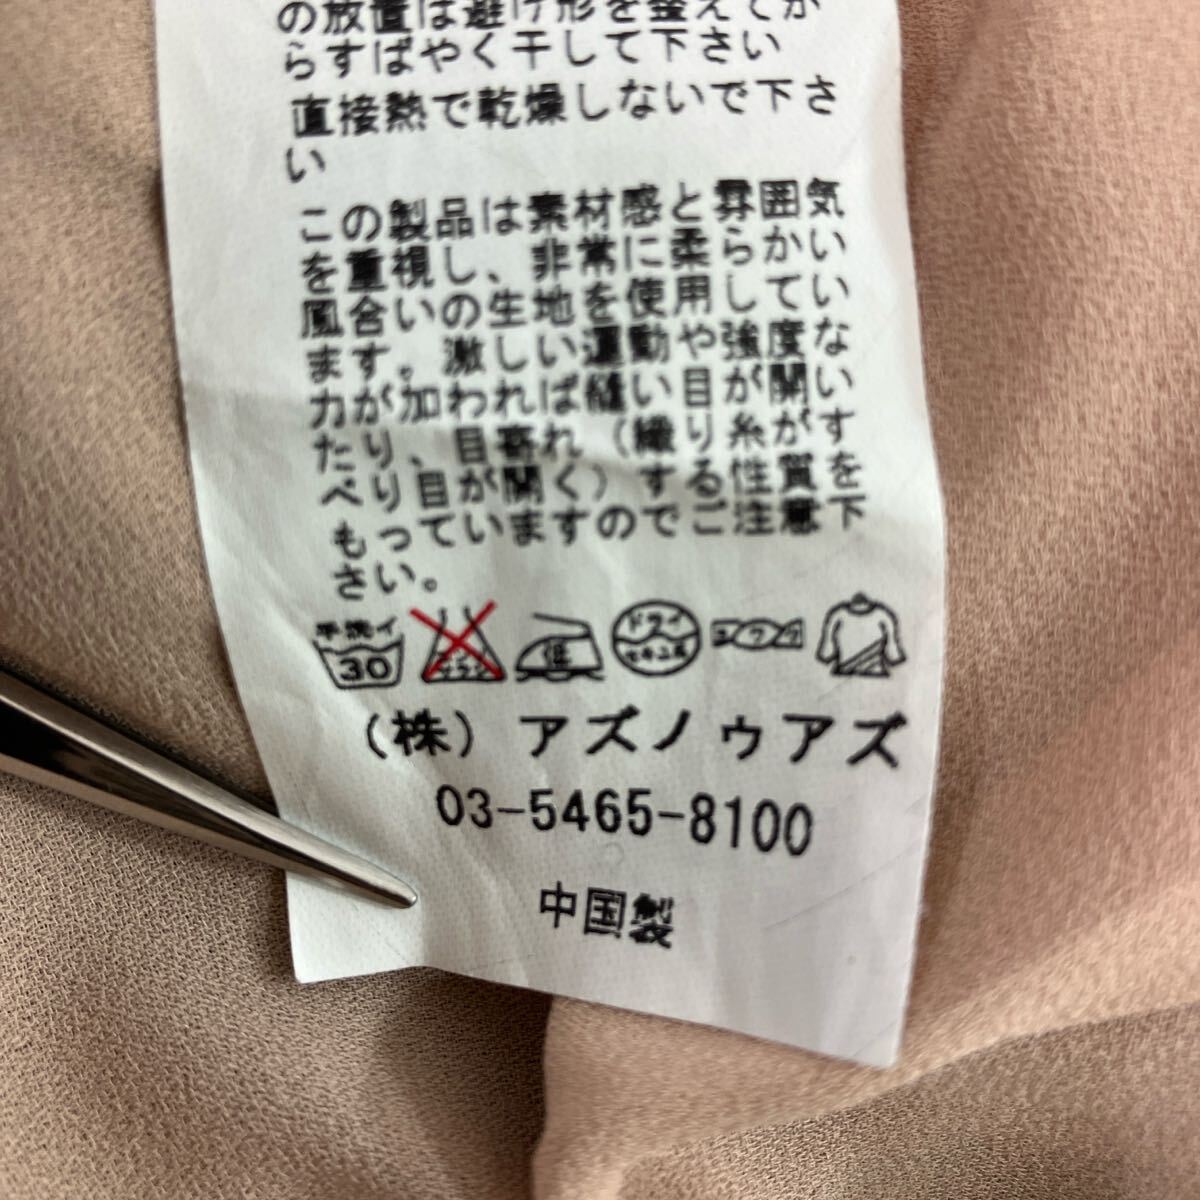 の放置は避け形を整えてか
らすばやく干して下さい
直接熱で乾燥しないで下さ
い
この製品は素材感と雰囲気
を重視し、非常に柔らかい
風合いの生地を使用してい
ます。激しい運動や強度な
力が加われば縫い目が開い
たり、目寄れ（織り糸がす
べり目が開く）する性質を
もっていますのでご注意下
さい。
手洗イ 30 エンソ 低 ドライ セキユ系 ヨワク
（株）アズノゥアズ
03-5465-8100
中国製